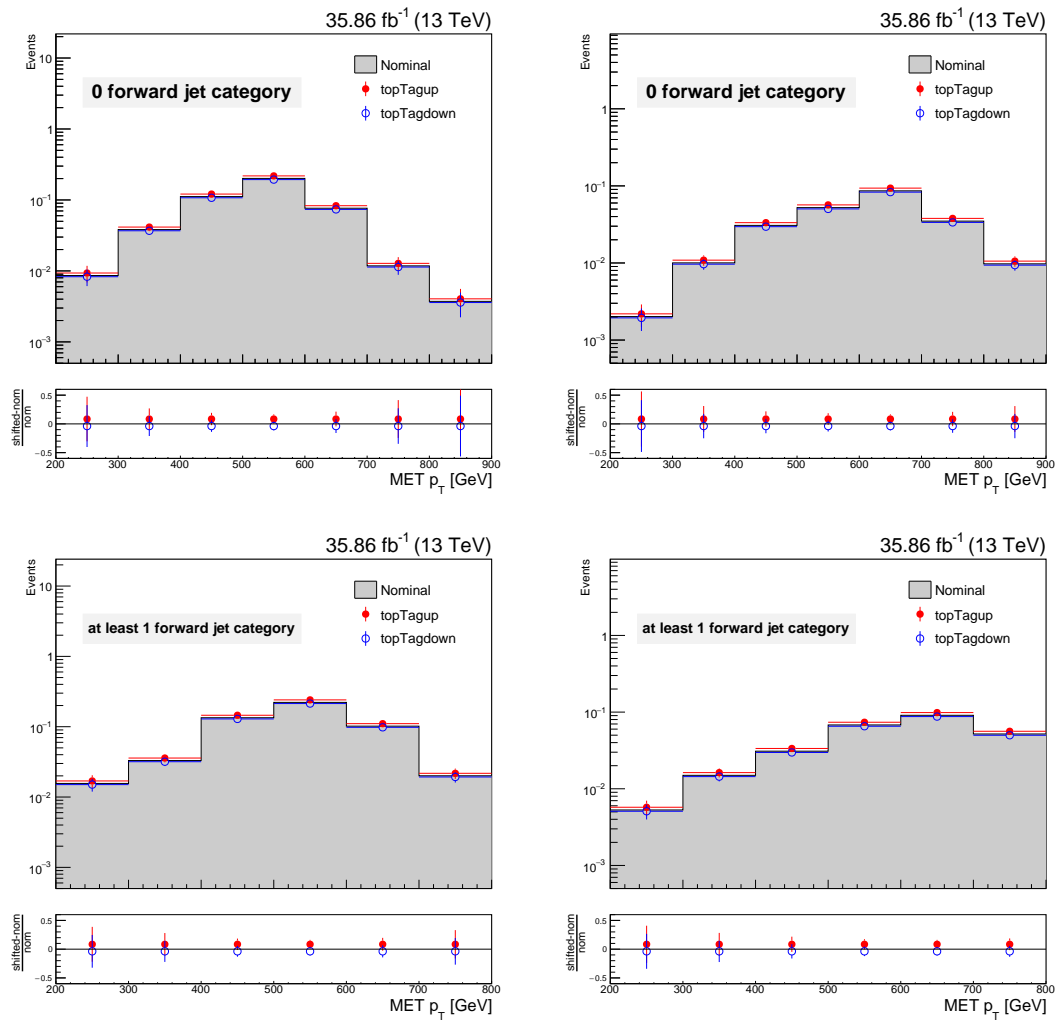 35.86 fb⁻¹ (13 TeV)
Events
10
1
10⁻¹
10⁻²
10⁻³
0 forward jet category
Nominal
topTagup
topTagdown
shifted-nom
nom
0.5
0
−0.5
200 300 400 500 600 700 800 900
MET p_T [GeV]
35.86 fb⁻¹ (13 TeV)
Events
1
10⁻¹
10⁻²
10⁻³
0 forward jet category
Nominal
topTagup
topTagdown
shifted-nom
nom
0.5
0
−0.5
200 300 400 500 600 700 800 900
MET p_T [GeV]
35.86 fb⁻¹ (13 TeV)
Events
10
1
10⁻¹
10⁻²
10⁻³
at least 1 forward jet category
Nominal
topTagup
topTagdown
shifted-nom
nom
0.5
0
−0.5
200 300 400 500 600 700 800
MET p_T [GeV]
35.86 fb⁻¹ (13 TeV)
Events
1
10⁻¹
10⁻²
10⁻³
at least 1 forward jet category
Nominal
topTagup
topTagdown
shifted-nom
nom
0.5
0
−0.5
200 300 400 500 600 700 800
MET p_T [GeV]